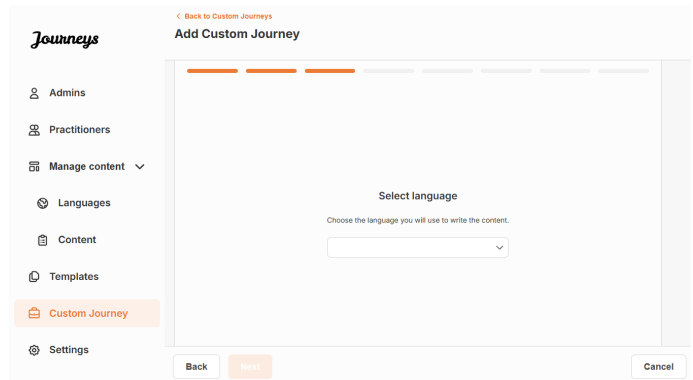 Back to Custom Journeys
Journeys
Add Custom Journey
Admins
Practitioners
Manage content
Languages
Content
Templates
Custom Journey
Settings
Select language
Choose the language you will use to write the content.
Back
Next
Cancel